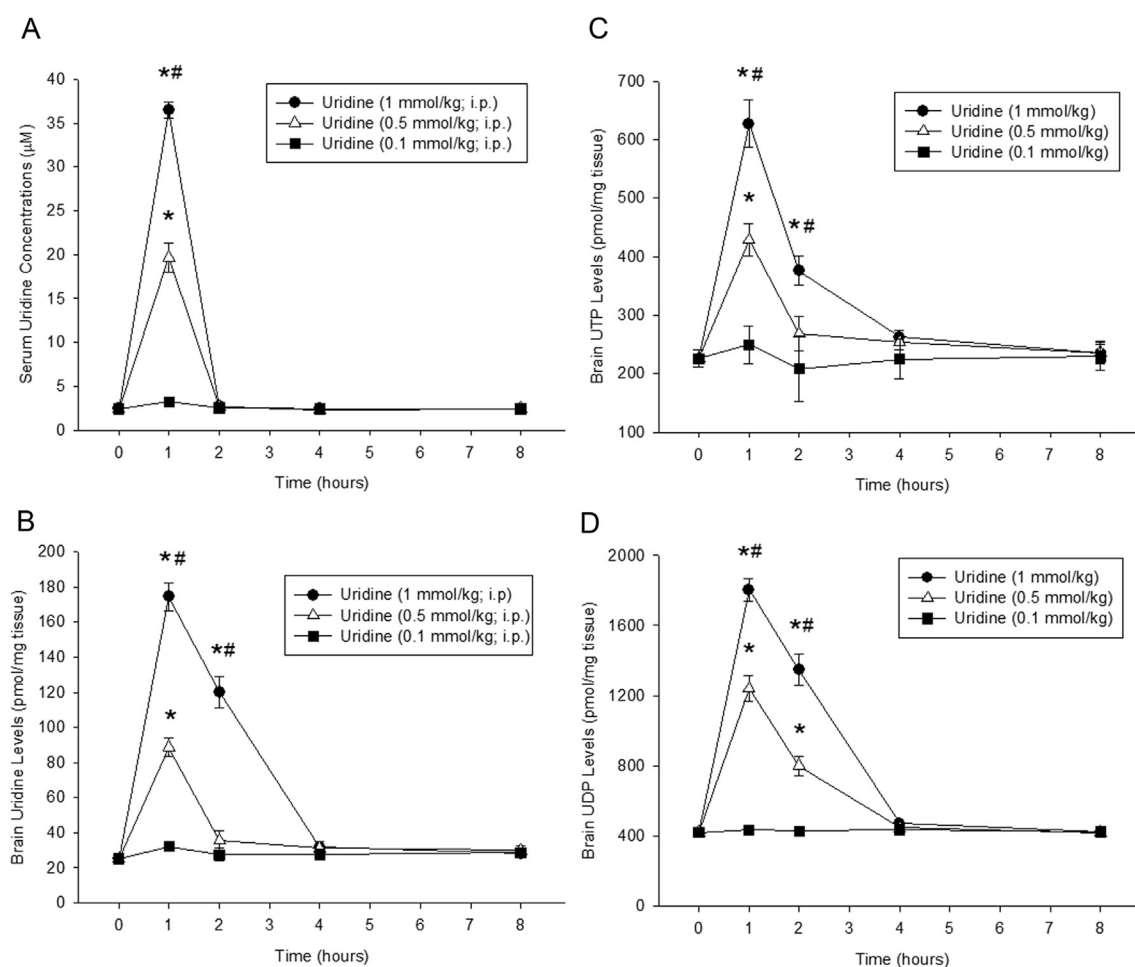 A
*#
40
35
30
25
20
15
10
5
0
Serum Uridine Concentrations (µM)
Uridine (1 mmol/kg; i.p.)
Uridine (0.5 mmol/kg; i.p.)
Uridine (0.1 mmol/kg; i.p.)
*
0 1 2 3 4 5 6 7 8
Time (hours)
B
*#
200
180
160
140
120
100
80
60
40
20
0
Brain Uridine Levels (pmol/mg tissue)
Uridine (1 mmol/kg; i.p)
Uridine (0.5 mmol/kg; i.p.)
Uridine (0.1 mmol/kg; i.p.)
*#
*
0 1 2 3 4 5 6 7 8
Time (hours)
C
*#
700
600
500
400
300
200
100
Brain UTP Levels (pmol/mg tissue)
Uridine (1 mmol/kg)
Uridine (0.5 mmol/kg)
Uridine (0.1 mmol/kg)
*
*#
0 1 2 3 4 5 6 7 8
Time (hours)
D
*#
2000
1600
1200
800
400
0
Brain UDP Levels (pmol/mg tissue)
Uridine (1 mmol/kg)
Uridine (0.5 mmol/kg)
Uridine (0.1 mmol/kg)
*#
*
*
0 1 2 3 4 5 6 7 8
Time (hours)